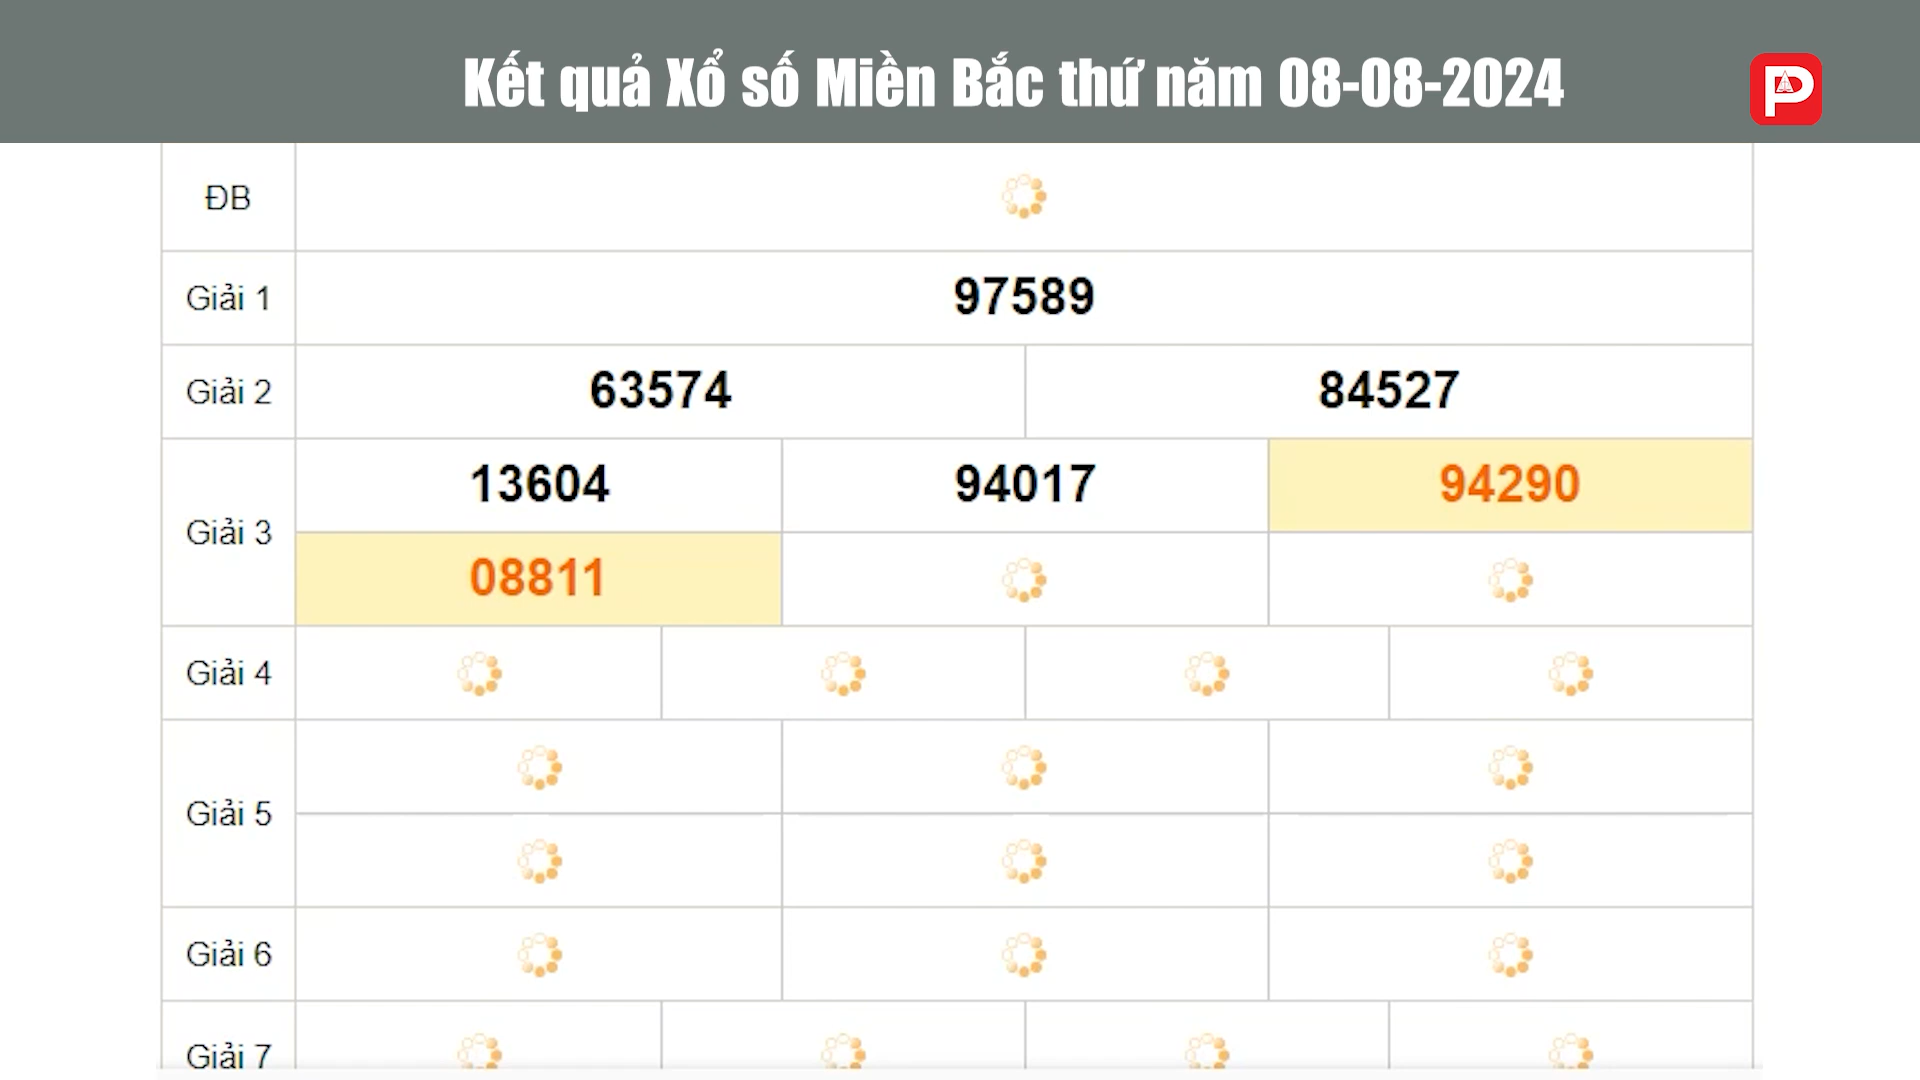 Kết quả Xổ số Miền Bắc thứ năm 08-08-2024
P
ĐB
Giải 1
97589
Giải 2
63574
84527
Giải 3
13604
94017
94290
08811
Giải 4
Giải 5
Giải 6
Giải 7